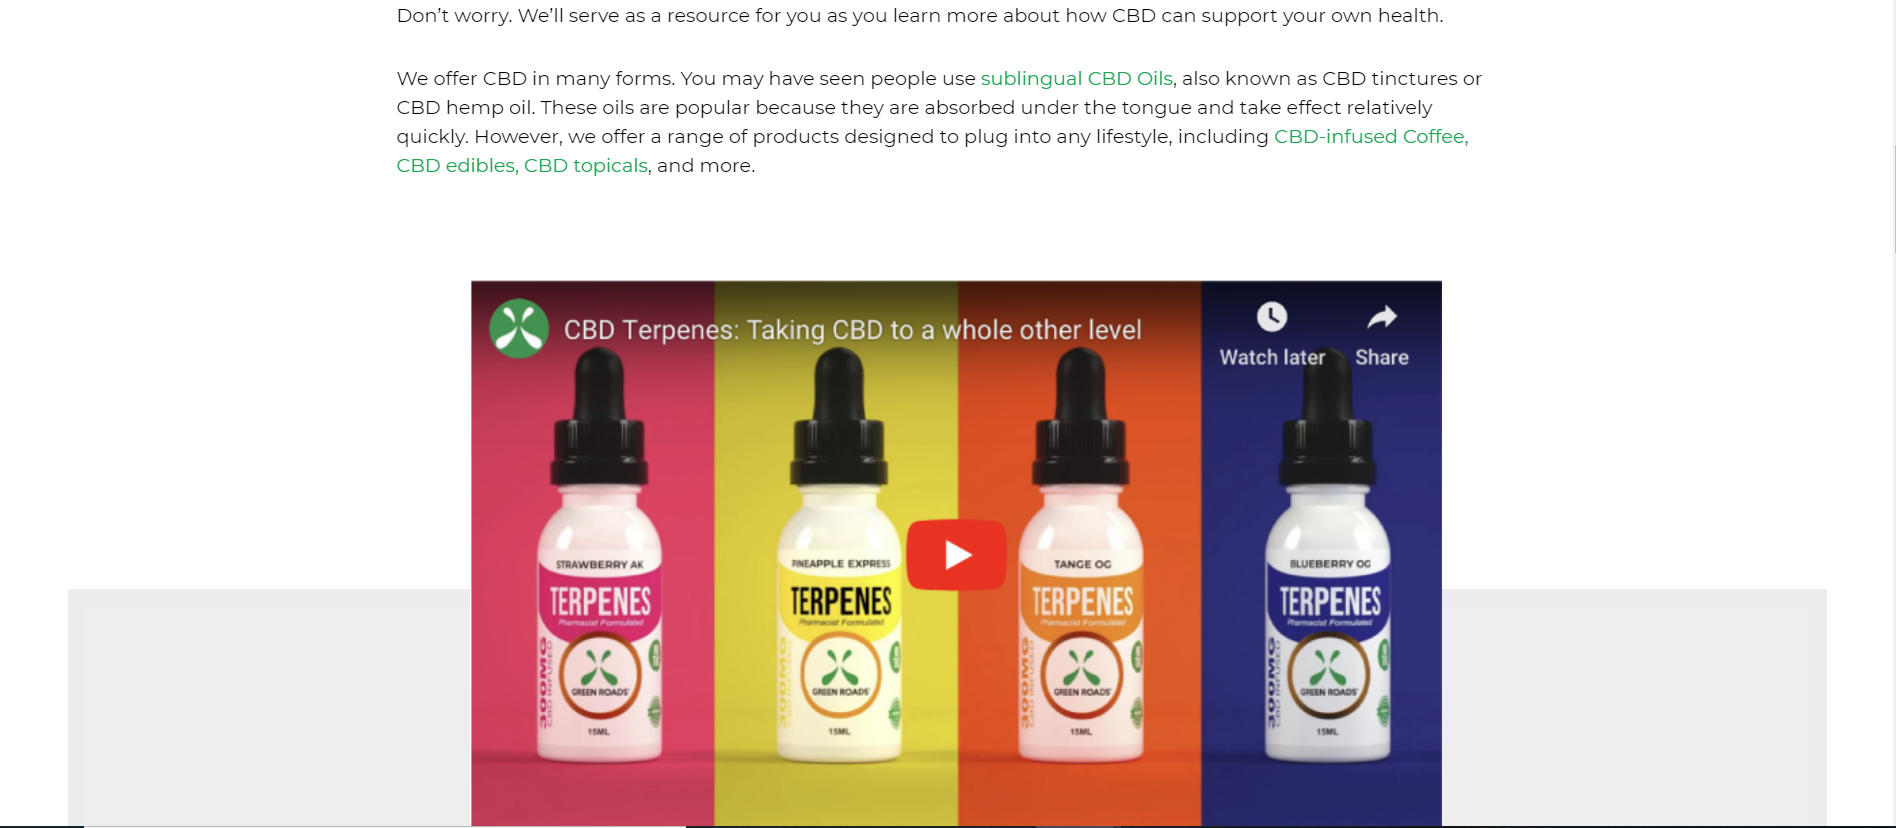 Don’t worry. We’ll serve as a resource for you as you learn more about how CBD can support your own health.
We offer CBD in many forms. You may have seen people use sublingual CBD Oils, also known as CBD tinctures or
CBD hemp oil. These oils are popular because they are absorbed under the tongue and take effect relatively
quickly. However, we offer a range of products designed to plug into any lifestyle, including CBD-infused Coffee,
CBD edibles, CBD topicals, and more.
CBD Terpenes: Taking CBD to a whole other level
Watch later
Share
STRAWBERRY AK
TERPENES
Pharmacist Formulated
300MG
CBD INFUSED
GREEN ROADS
15ML
PINEAPPLE EXPRESS
TERPENES
Pharmacist Formulated
300MG
CBD INFUSED
GREEN ROADS
15ML
TANGE OG
TERPENES
Pharmacist Formulated
300MG
CBD INFUSED
GREEN ROADS
15ML
BLUEBERRY OG
TERPENES
Pharmacist Formulated
300MG
CBD INFUSED
GREEN ROADS
15ML